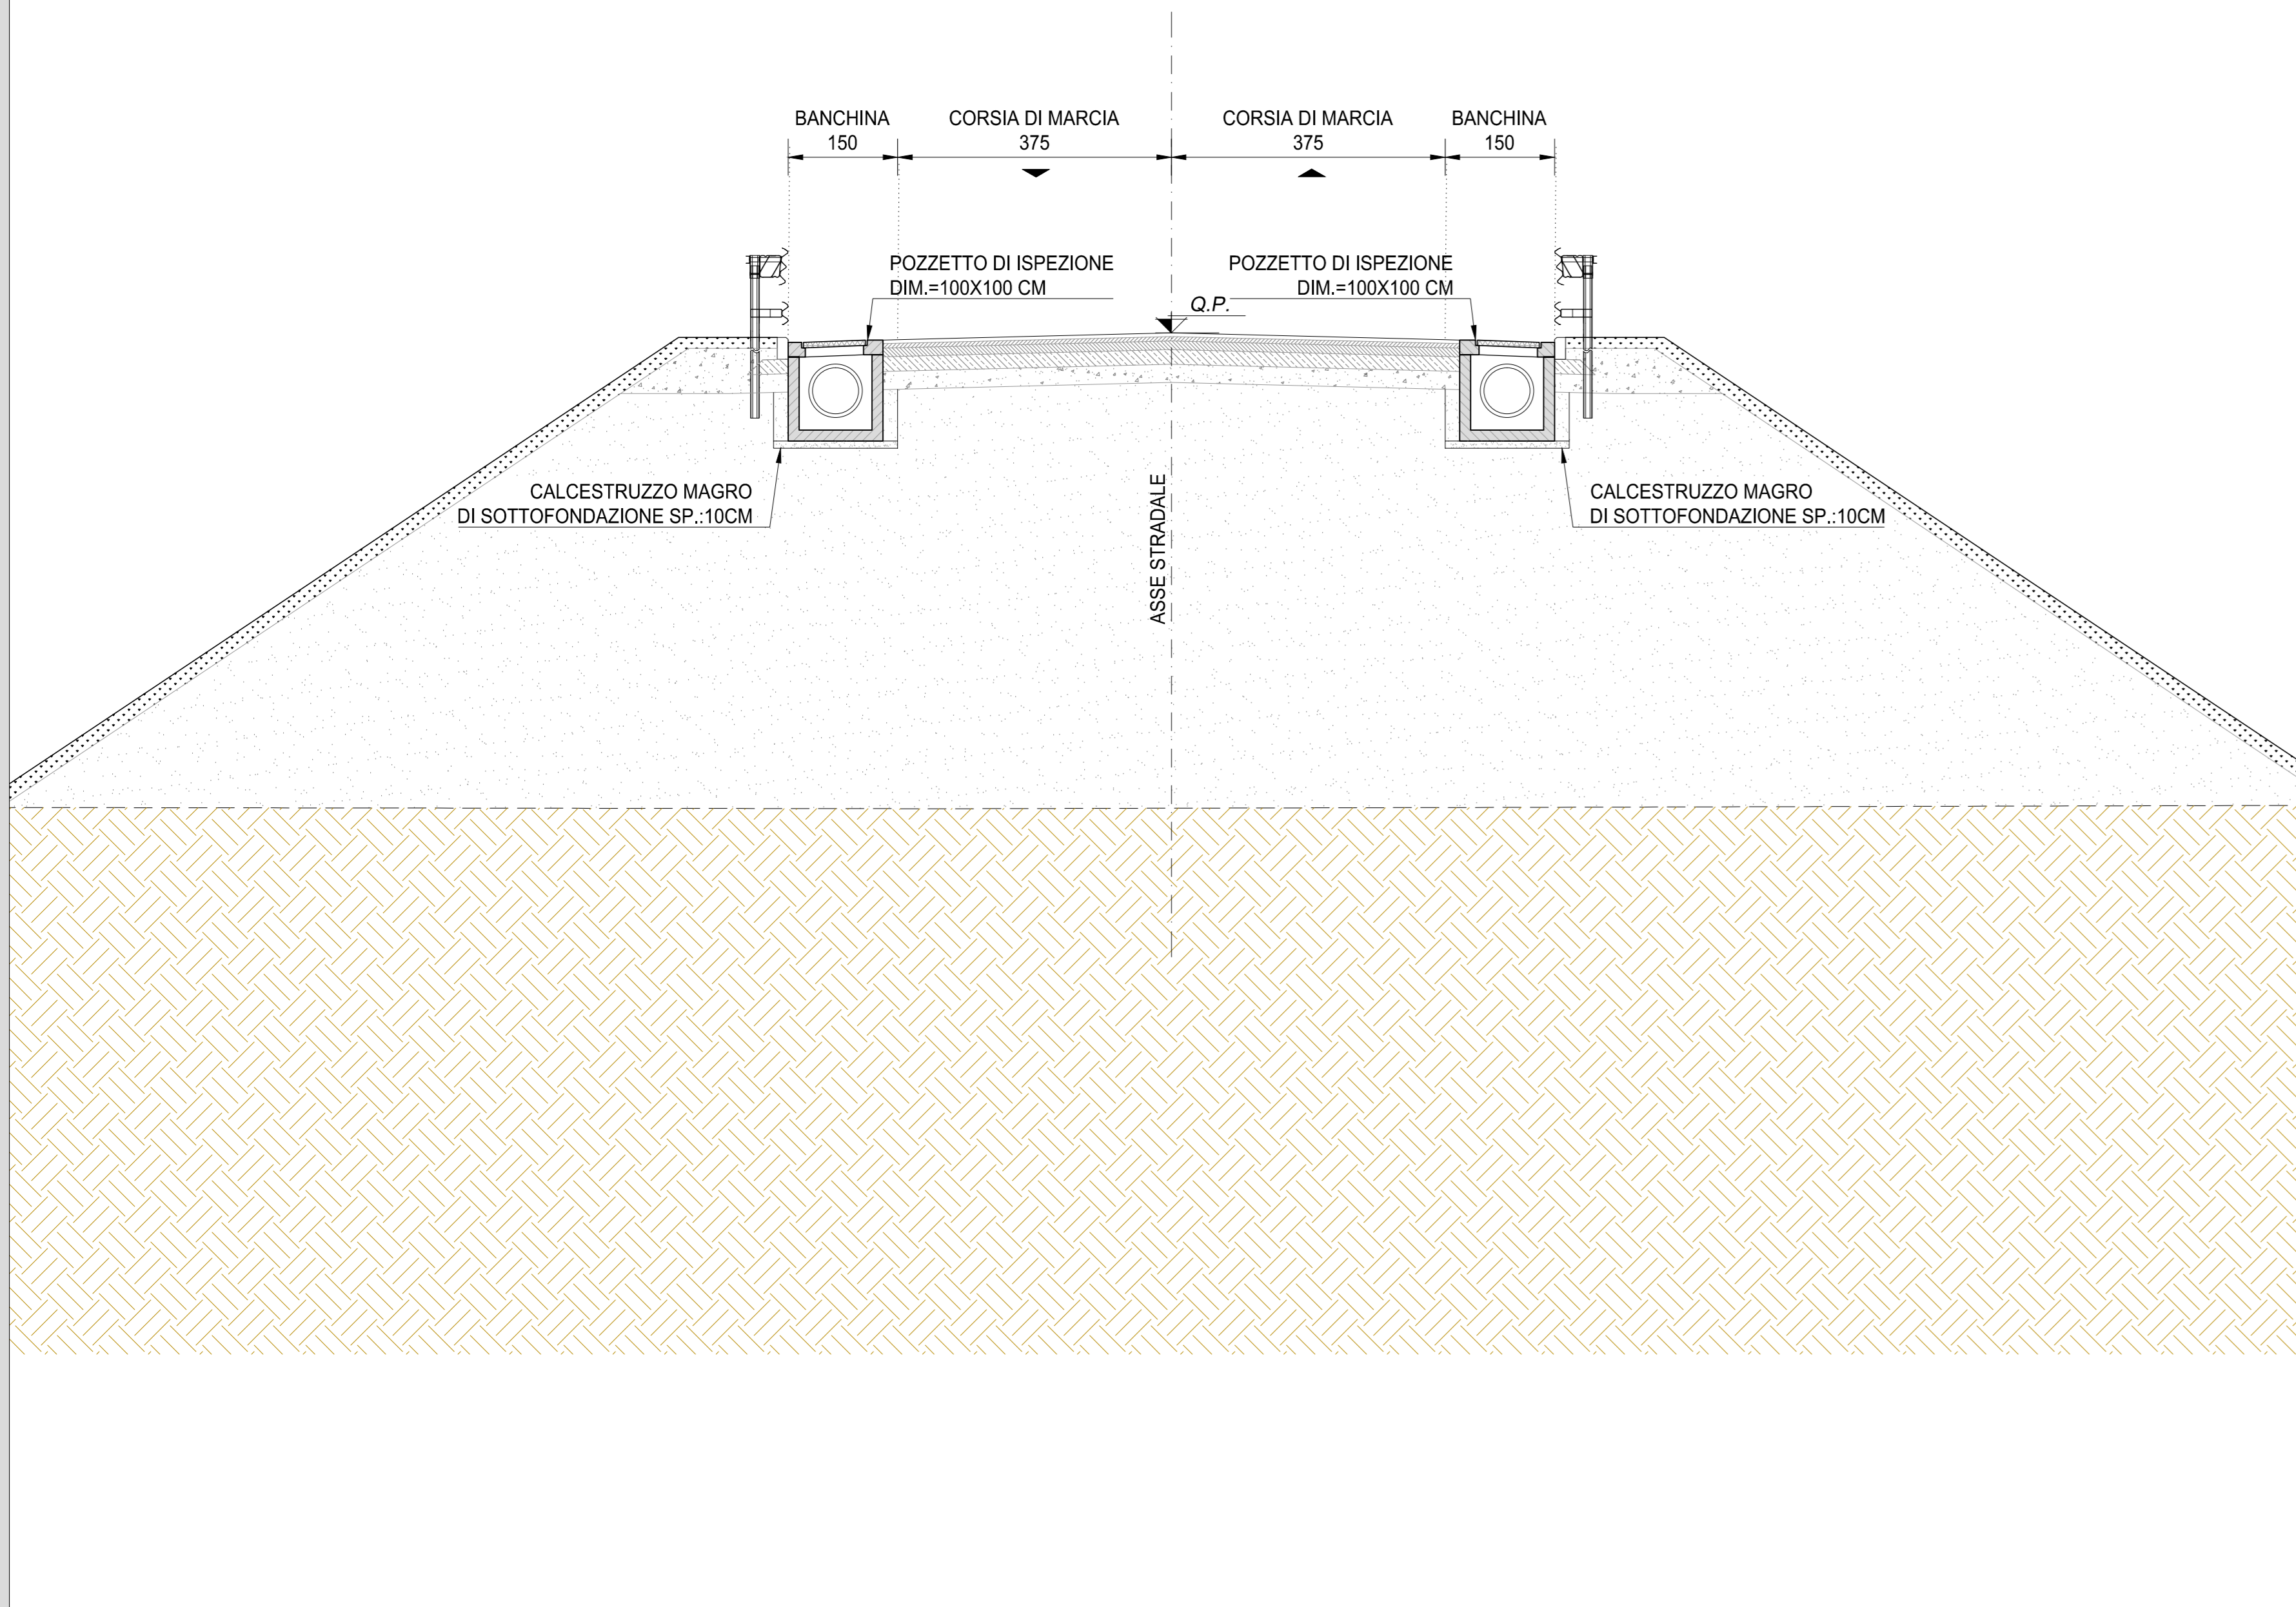 BANCHINA
150
CORSIA DI MARCIA
375
CORSIA DI MARCIA
375
BANCHINA
150
POZZETTO DI ISPEZIONE
DIM.=100X100 CM
POZZETTO DI ISPEZIONE
DIM.=100X100 CM
Q.P.
CALCESTRUZZO MAGRO
DI SOTTOFONDAZIONE SP.:10CM
ASSE STRADALE
CALCESTRUZZO MAGRO
DI SOTTOFONDAZIONE SP.:10CM